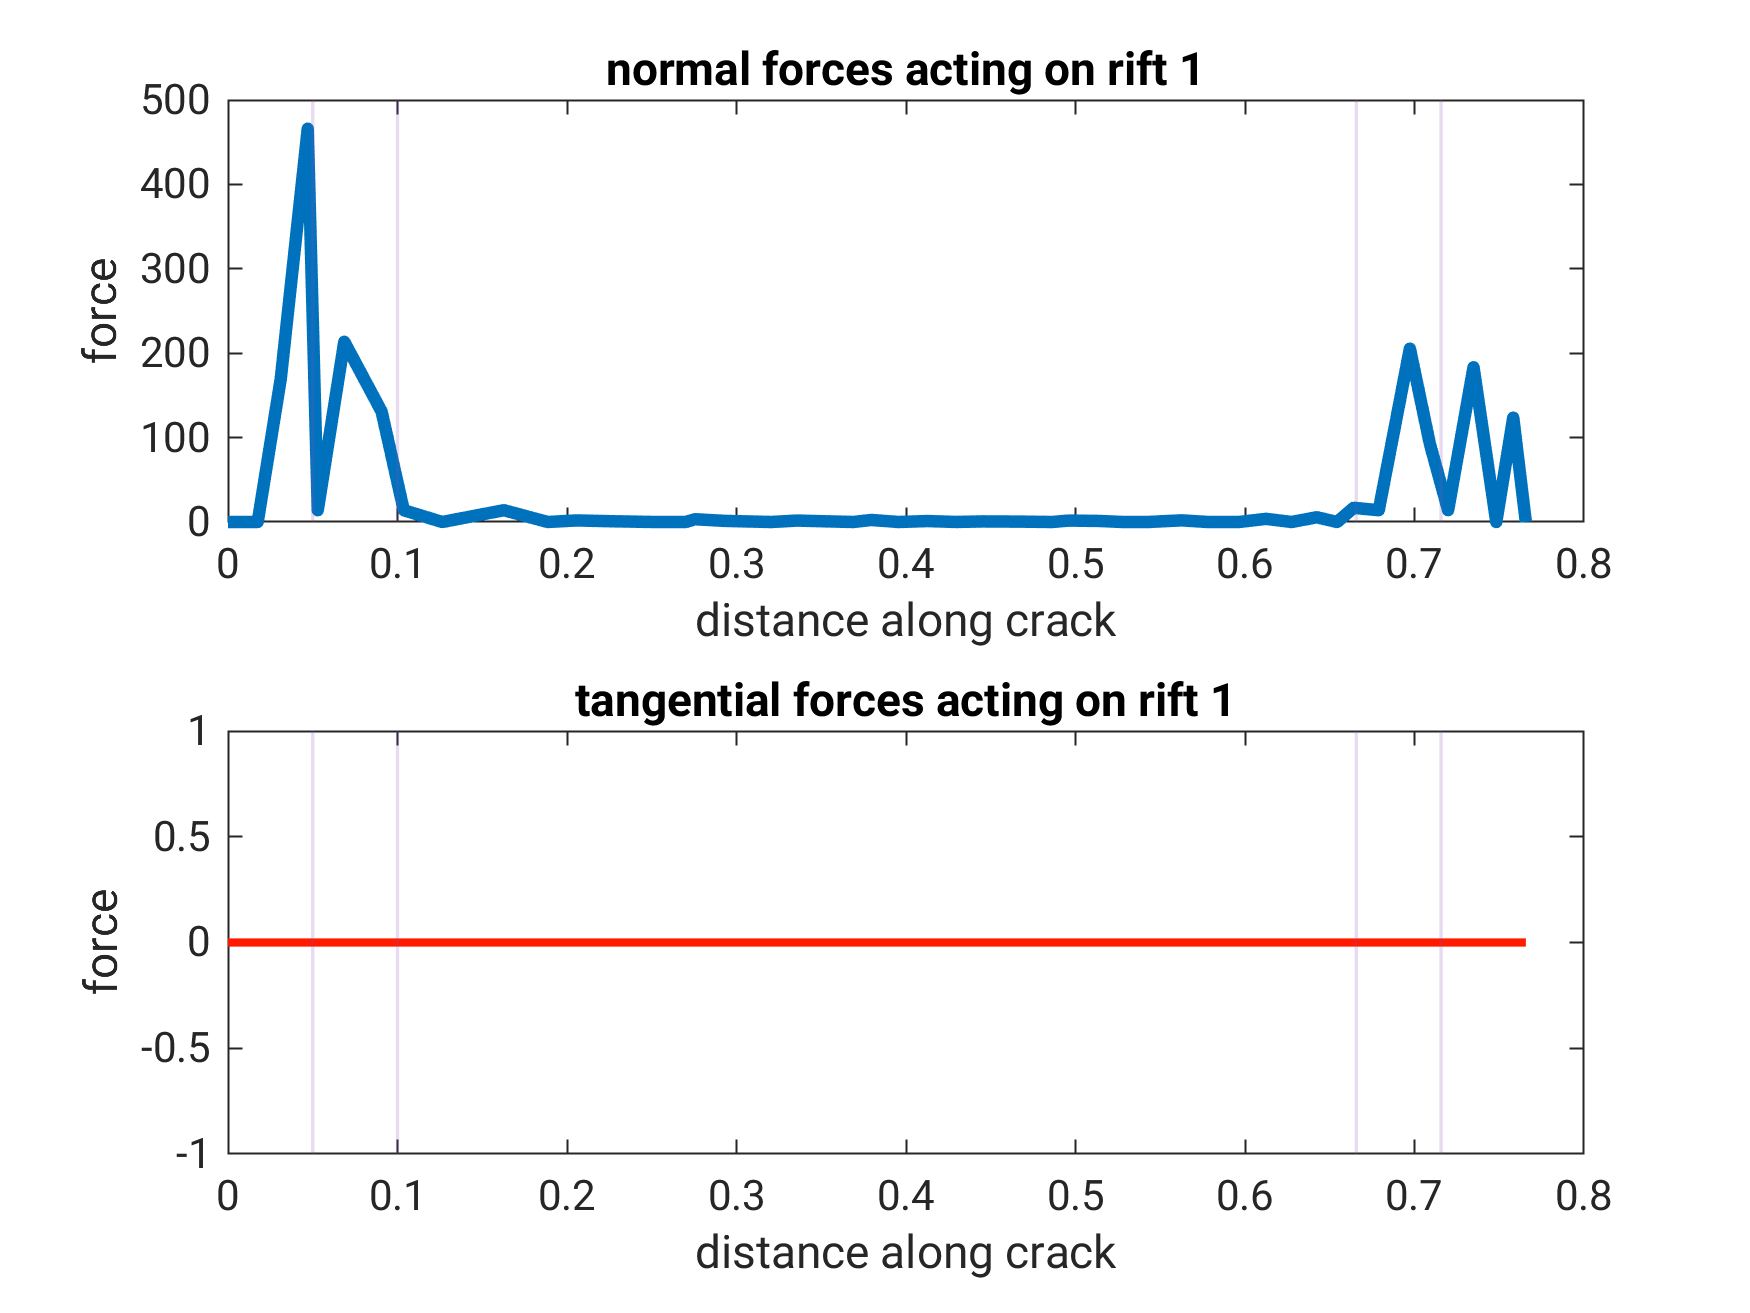 normal forces acting on rift 1
500
400
300
200
100
0
force
0 0.1 0.2 0.3 0.4 0.5 0.6 0.7 0.8
distance along crack
tangential forces acting on rift 1
1
0.5
0
-0.5
-1
force
0 0.1 0.2 0.3 0.4 0.5 0.6 0.7 0.8
distance along crack